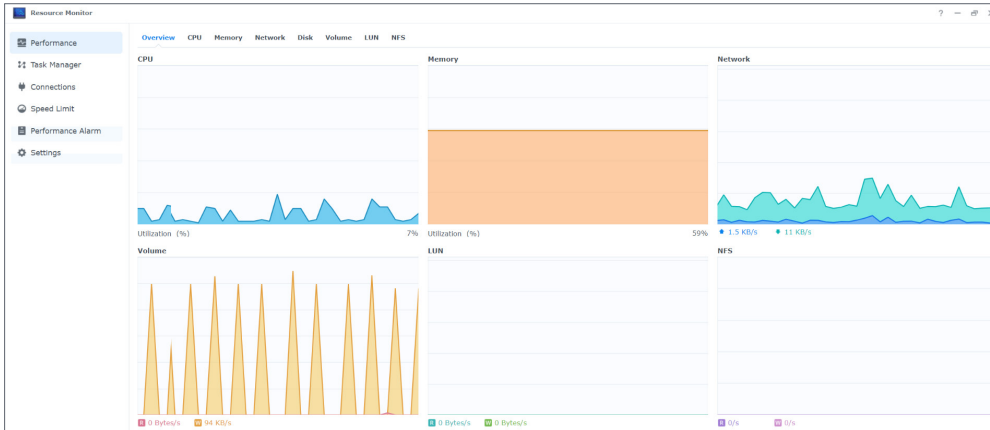 Resource Monitor
?
Performance
Task Manager
Connections
Speed Limit
Performance Alarm
Settings
Overview CPU Memory Network Disk Volume LUN NFS
CPU
Utilization (%) 7%
Memory
Utilization (%) 59%
Network
1.5 KB/s 11 KB/s
Volume
R 0 Bytes/s W 94 KB/s
LUN
R 0 Bytes/s W 0 Bytes/s
NFS
R 0/s W 0/s